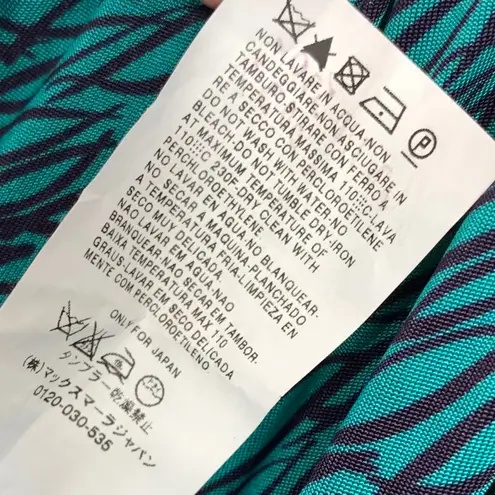 NON LAVARE IN ACQUA.NON
CANDEGGIARE.NON ASCIUGARE IN
TAMBURO.STIRARE CON FERRO A
TEMPERATURA MASSIMA 110°C-LAVA
RE A SECCO CON PERCLOROETILENE
DO NO WASH WITH WATER.NO
BLEACH.DO NOT TUMBLE DRY.-IRON
AT MAXIMUM TEMPERATURE OF
110°C 230F-DRY CLEAN WITH
PERCHLOROETHYLENE
NO LAVAR EN AGUA.NO BLANQUEAR.
NO SECAR A MAQUINA.PLANCHADO
A TEMPERATURA FRIA-LIMPIEZA EN
SECO MUY DELICADA.
NAO LAVAR EM AGUA.NAO
BRANQUEAR.NAO SECAR EM TAMBOR.
BAIXA TEMPERATURA MAX 110
GRAUS.LAVAR EM SECO DELICADA
MENTE COM PERCLOROETILENO
P
ONLY FOR JAPAN
タンブラー乾燥禁止
(株)マックスマーラジャパン
0120-030-535